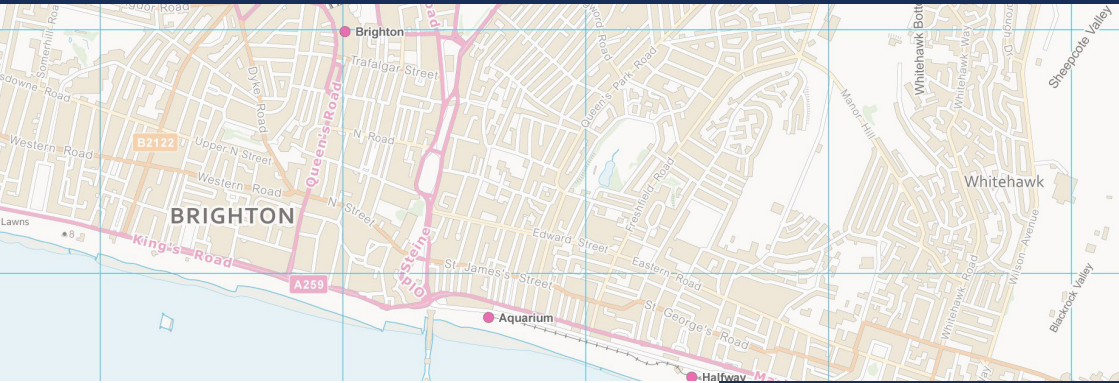 Brighton
Trafalgar Street
Queen's Park Road
Whitehawk Way
Sheepcote Valley
Manor Hill
Dyke Road
Queen's Road
B2122
Upper N Street
N Road
Western Road
Western Road
N Street
BRIGHTON
Whitehawk
Freshfield Road
Lawns
King's Road
Old Steine
Edward Street
Eastern Road
St James's Street
A259
St George's Road
Wilson Avenue
Whitehawk Road
Blackrock Valley
Aquarium
Halfway